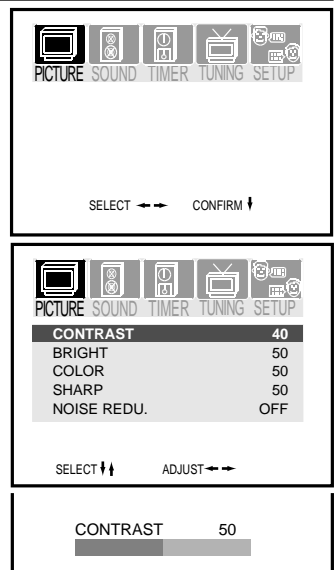 PICTURE SOUND TIMER TUNING SETUP
SELECT CONFIRM
PICTURE SOUND TIMER TUNING SETUP
CONTRAST 40
BRIGHT 50
COLOR 50
SHARP 50
NOISE REDU. OFF
SELECT ADJUST
CONTRAST 50